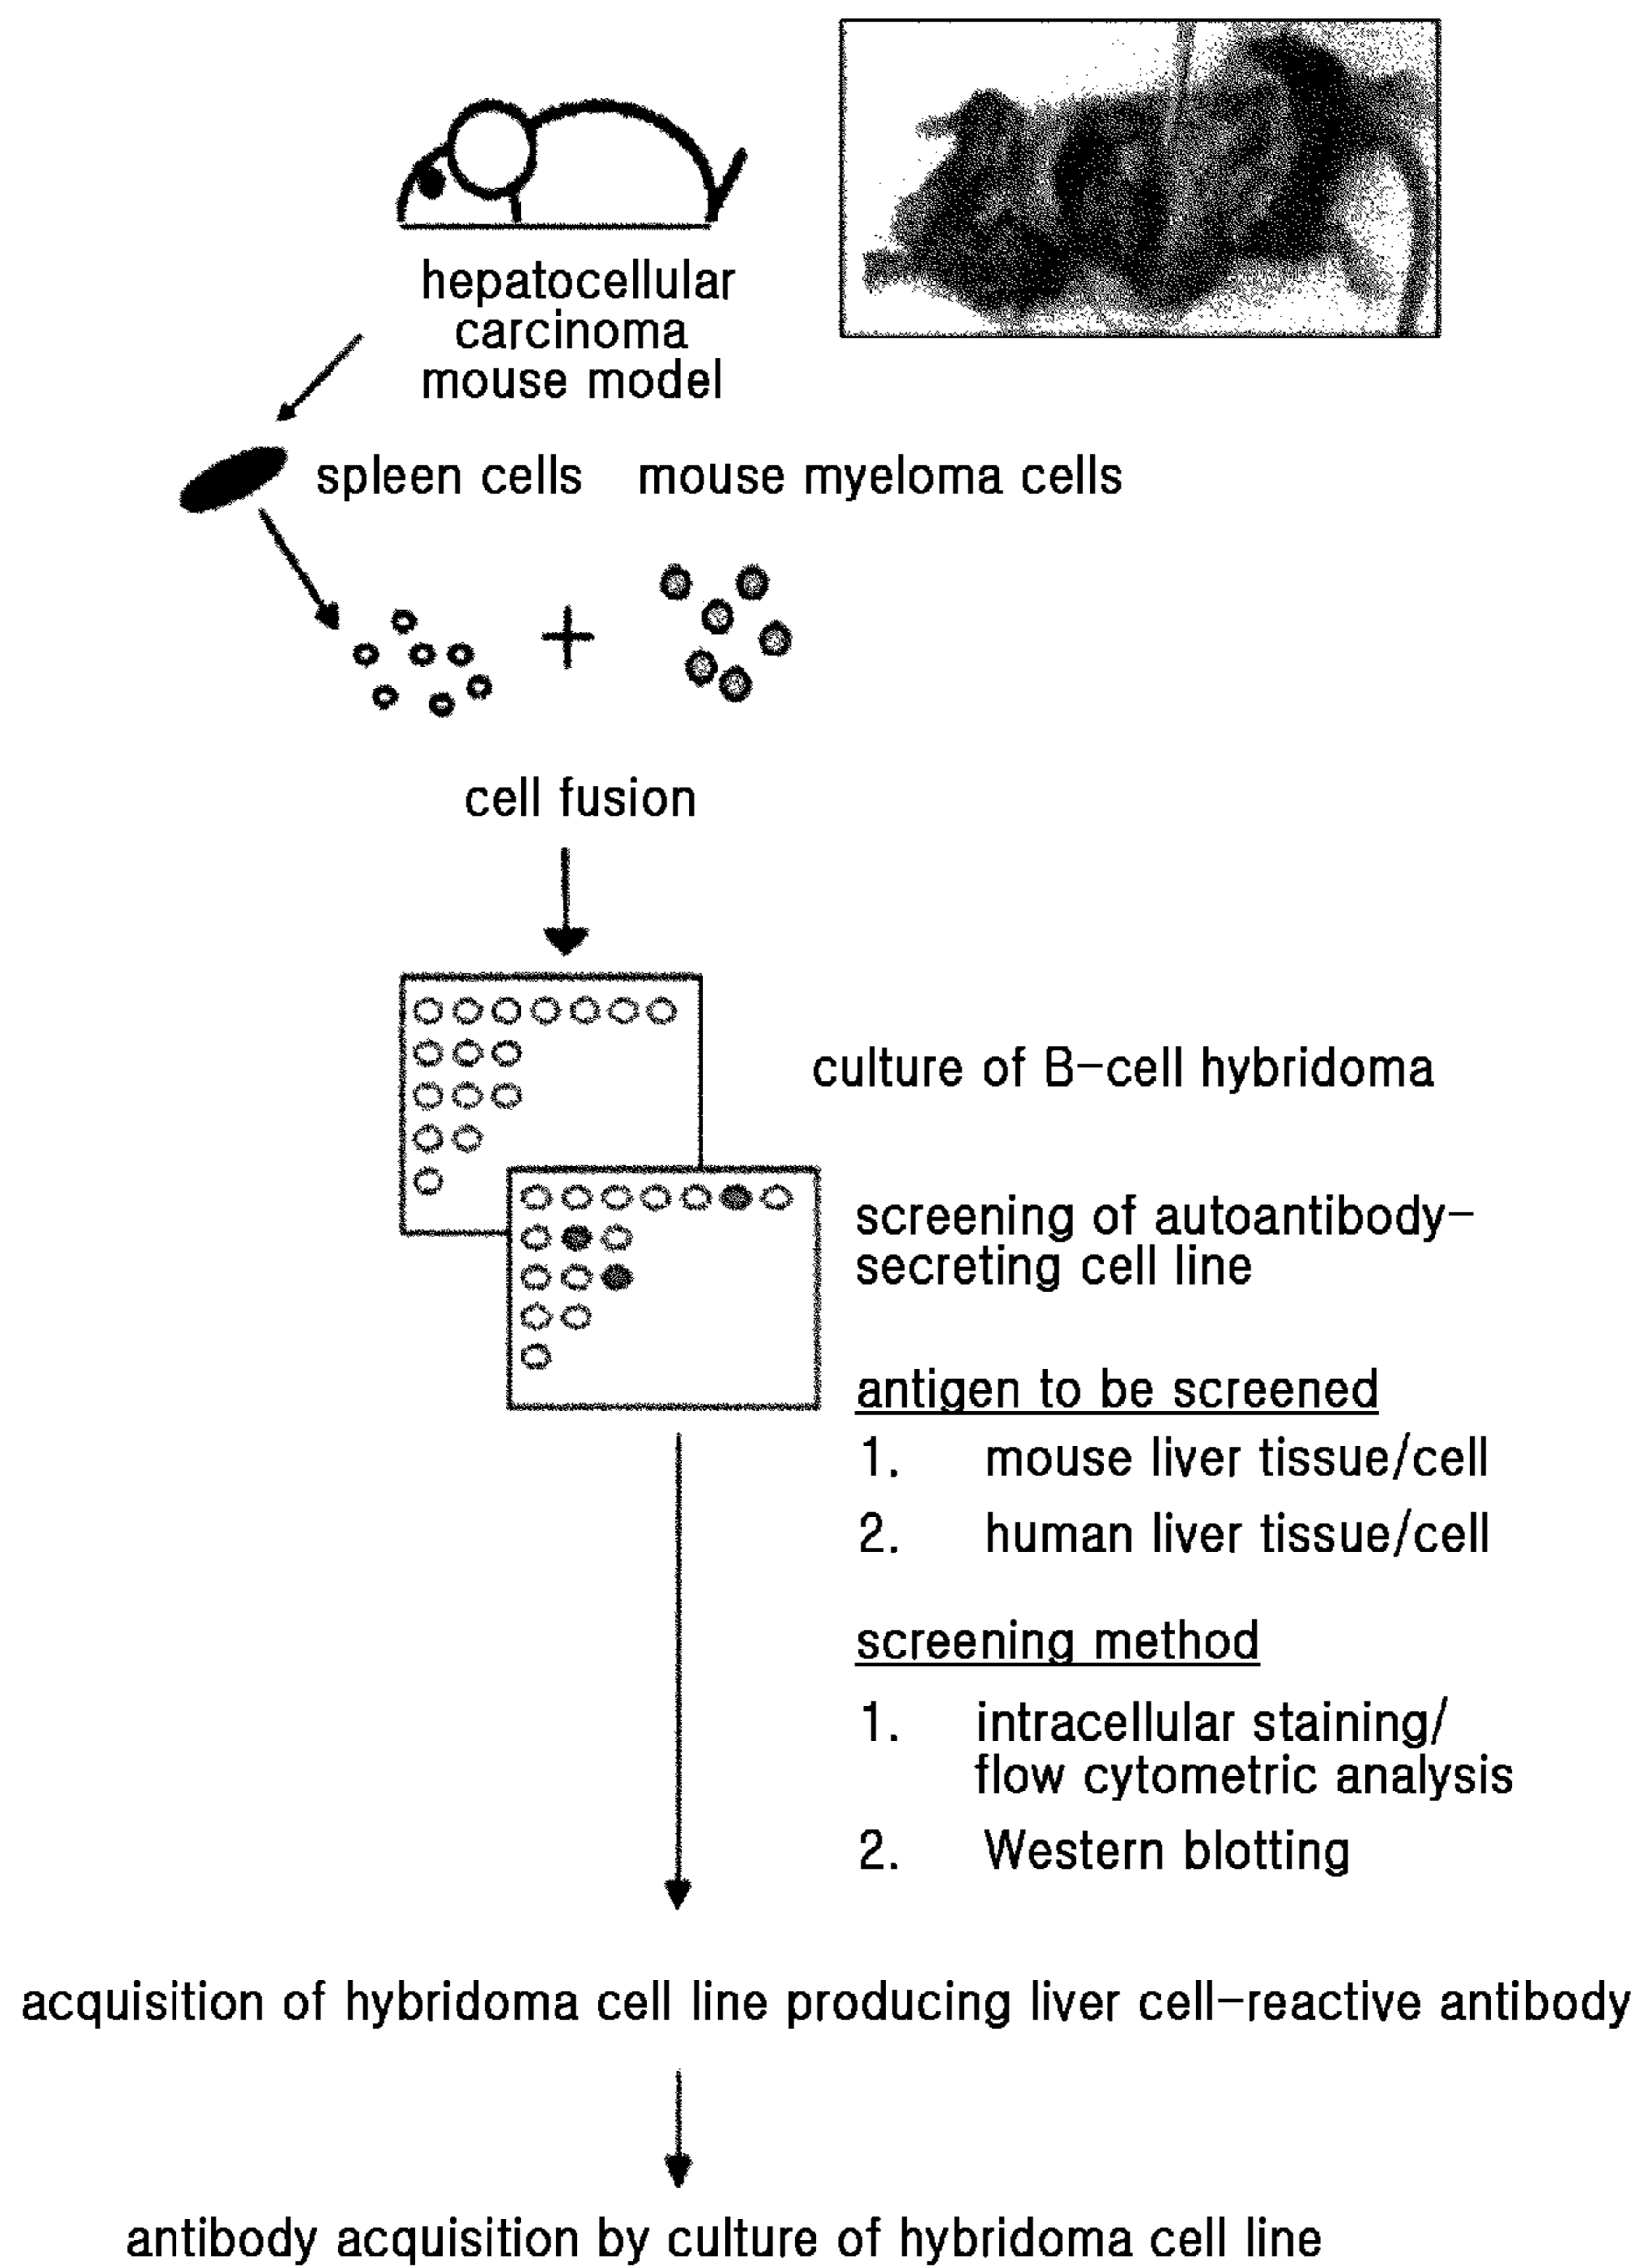 hepatocellular
carcinoma
mouse model
spleen cells
mouse myeloma cells
+
cell fusion
culture of B-cell hybridoma
screening of autoantibody-
secreting cell line
antigen to be screened
1. mouse liver tissue/cell
2. human liver tissue/cell
screening method
1. intracellular staining/
flow cytometric analysis
2. Western blotting
acquisition of hybridoma cell line producing liver cell-reactive antibody
antibody acquisition by culture of hybridoma cell line